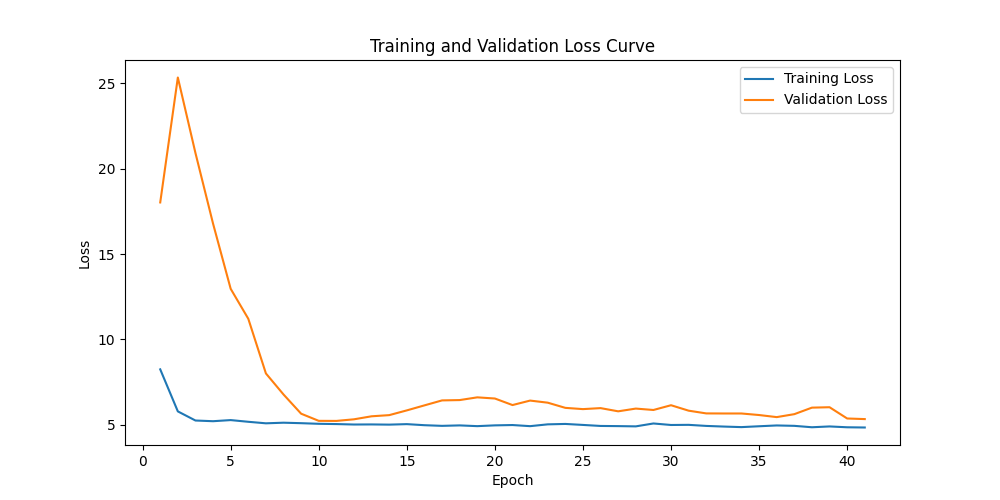 Training and Validation Loss Curve
Training Loss
Validation Loss
25
20
15
10
5
Loss
0 5 10 15 20 25 30 35 40
Epoch